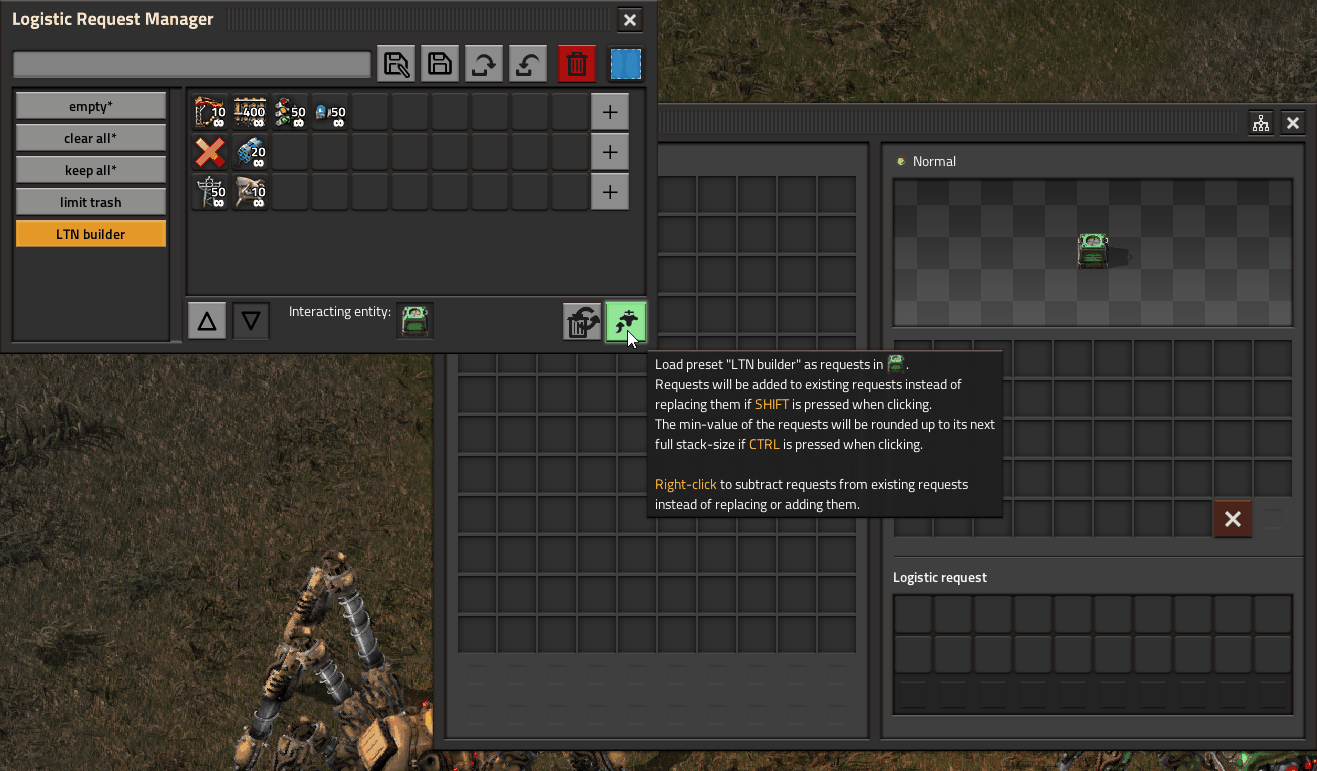 Logistic Request Manager
empty*
clear all*
keep all*
limit trash
LTN builder
10 400 50 50
20
50 10
Interacting entity:
Normal
Load preset "LTN builder" as requests in .
Requests will be added to existing requests instead of
replacing them if SHIFT is pressed when clicking.
The min-value of the requests will be rounded up to its next
full stack-size if CTRL is pressed when clicking.
Right-click to subtract requests from existing requests
instead of replacing or adding them.
Logistic request